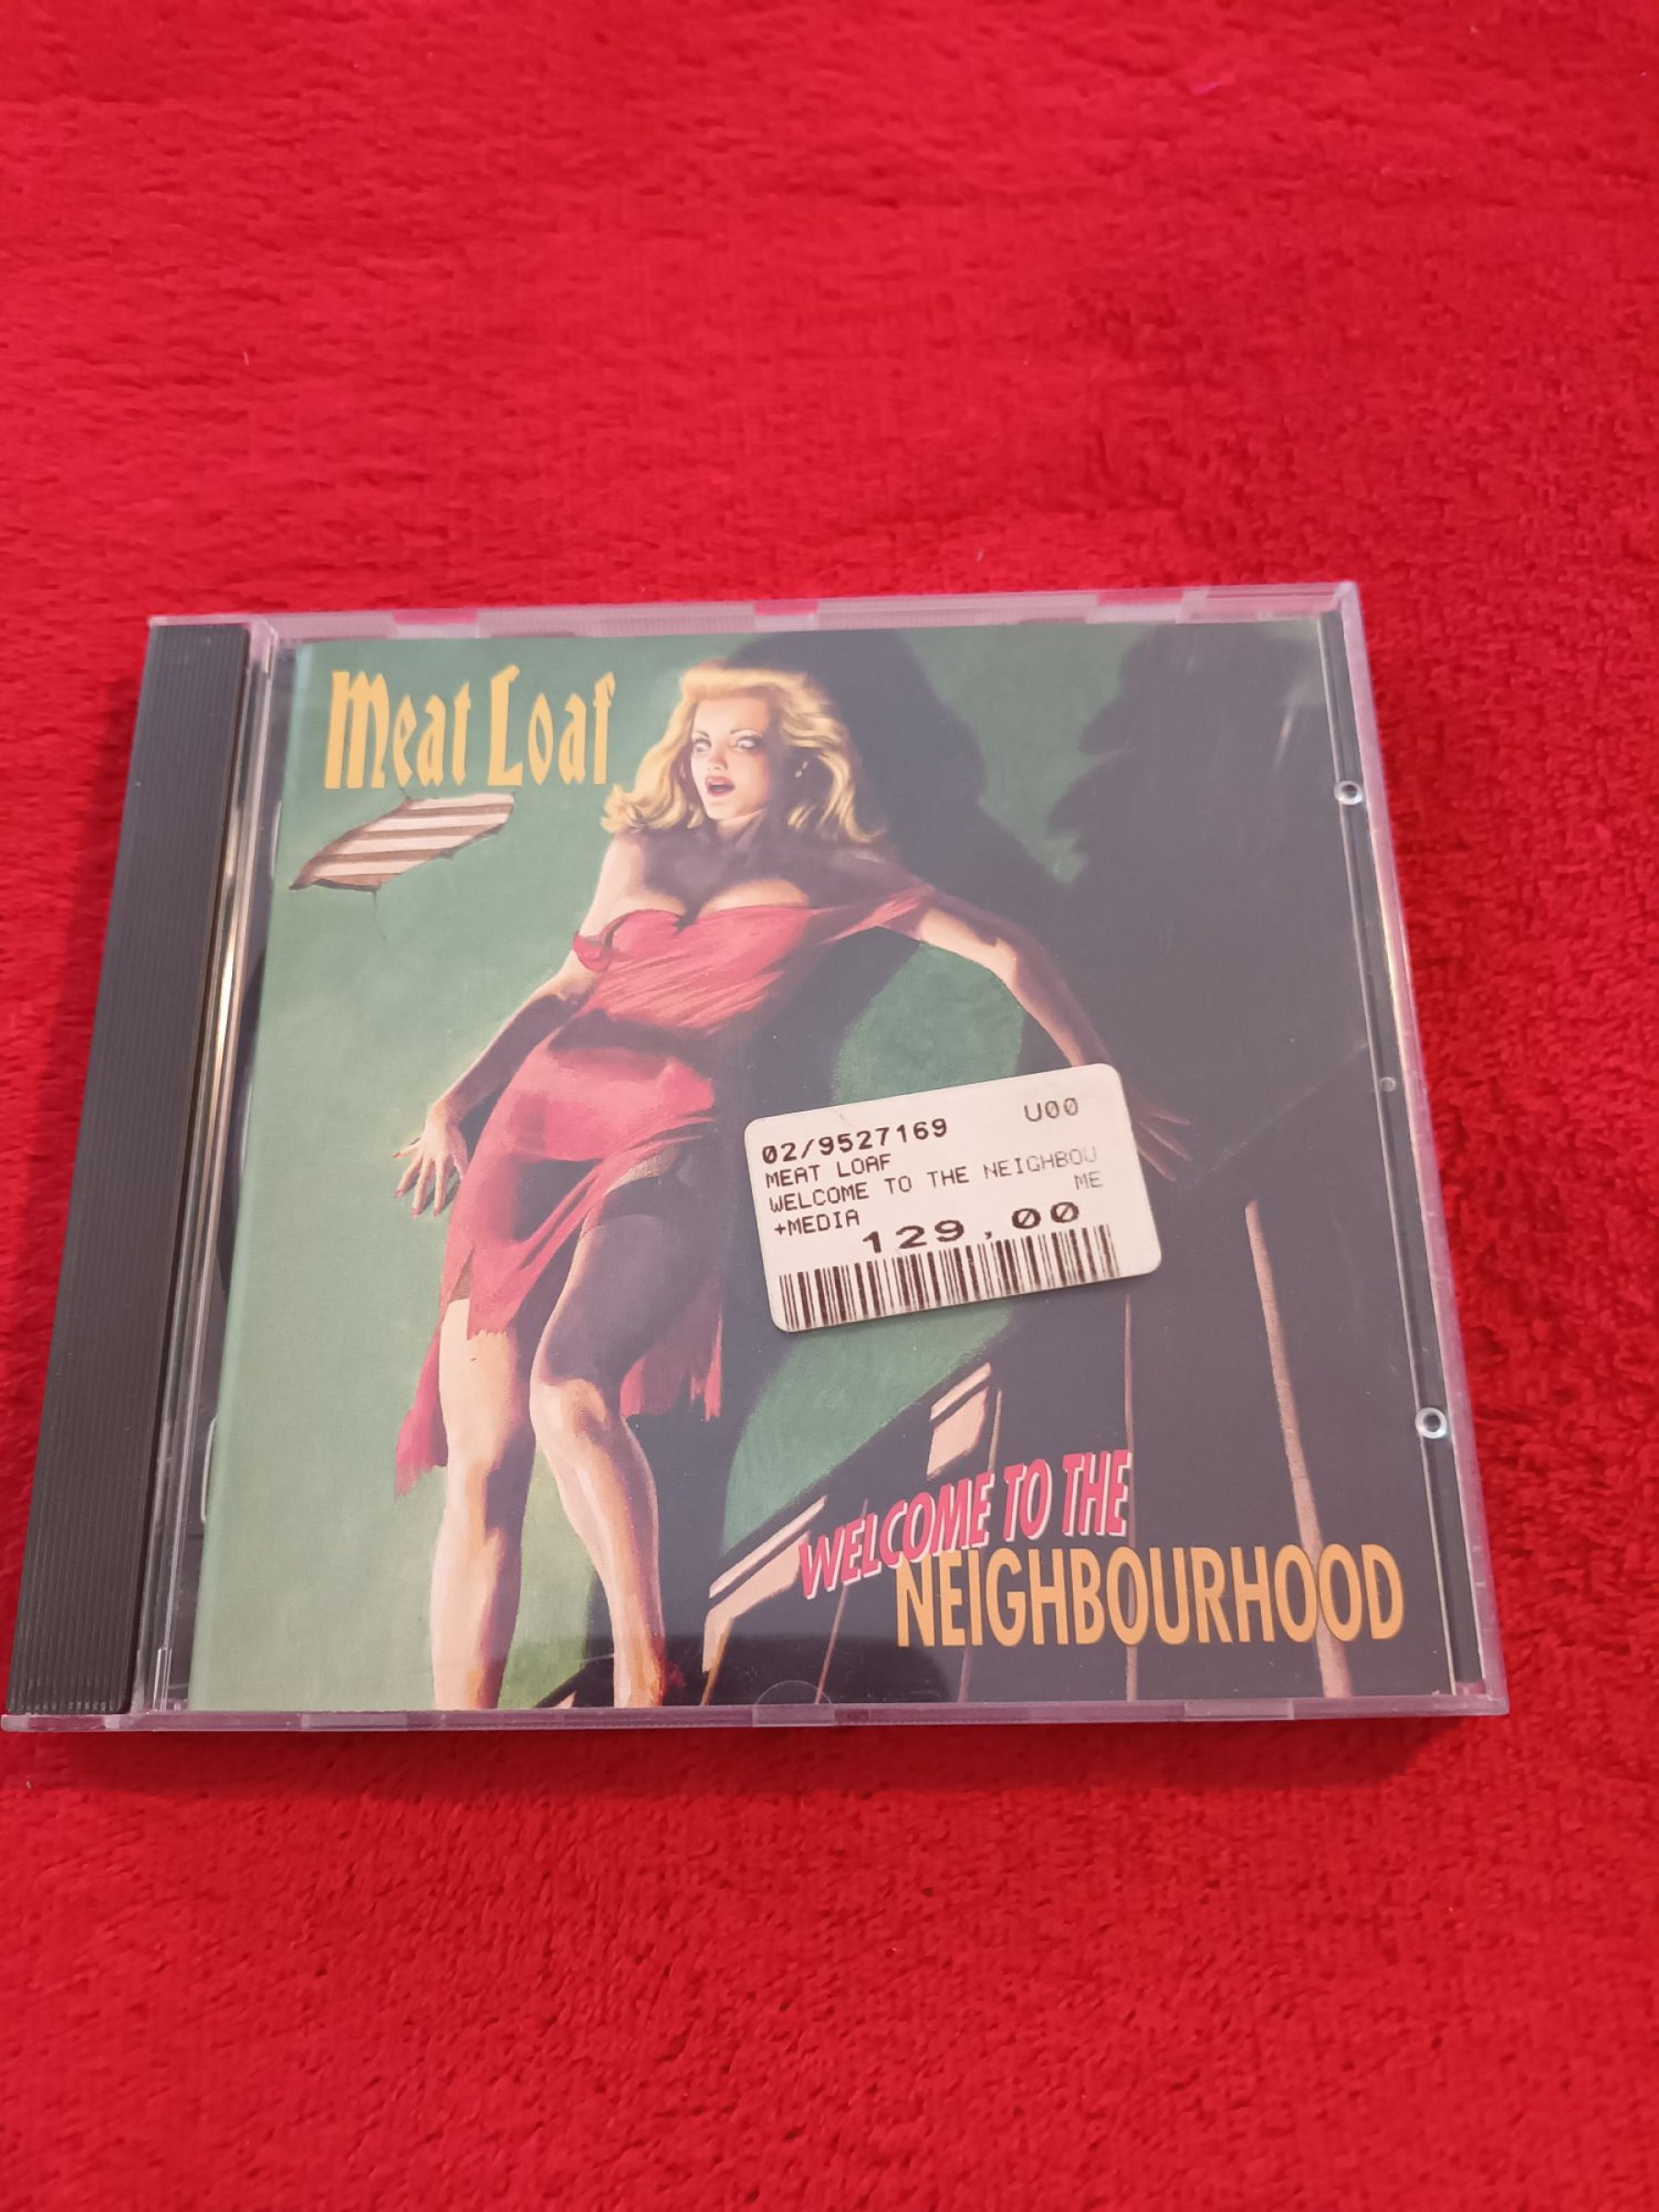 Meat Loaf
02/9527169 U00
MEAT LOAF
WELCOME TO THE NEIGHBOU
ME
+MEDIA 129,00
WELCOME TO THE
NEIGHBOURHOOD